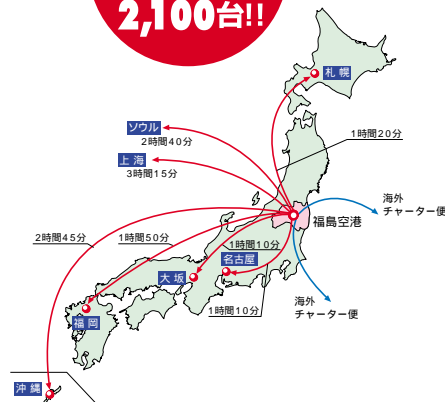 2,100台!!
札幌
ソウル
2時間40分
1時間20分
上海
3時間15分
海外
チャーター便
福島空港
2時間45分
1時間50分
1時間10分
名古屋
大坂
海外
チャーター便
1時間10分
福岡
沖縄